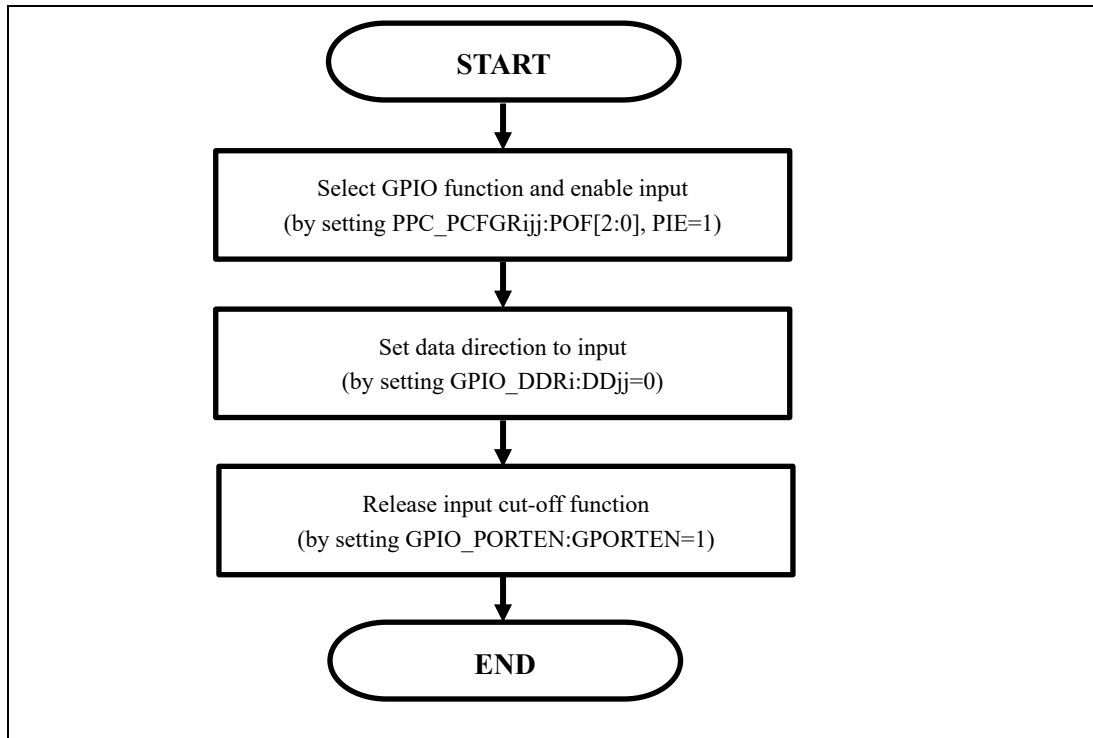 START
Select GPIO function and enable input
(by setting PPC_PCFGRijj:POF[2:0], PIE=1)
Set data direction to input
(by setting GPIO_DDRi:DDjj=0)
Release input cut-off function
(by setting GPIO_PORTEN:GPORTEN=1)
END